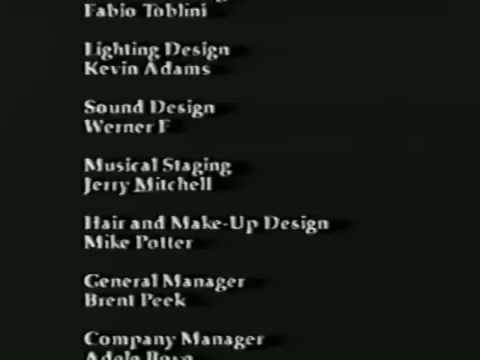 Fabio Toblini
Lighting Design
Kevin Adams
Sound Design
Werner F
Musical Staging
Jerry Mitchell
Hair and Make-Up Design
Mike Potter
General Manager
Brent Peek
Company Manager
Adele